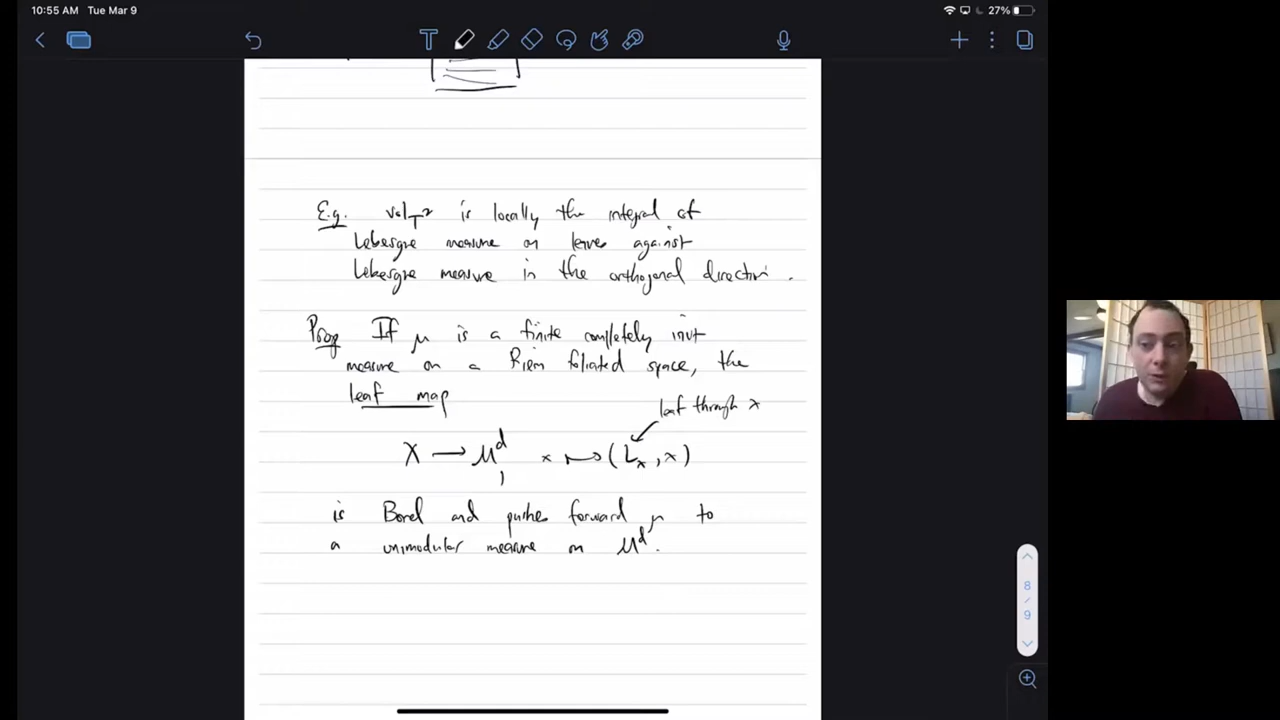 10:55 AM Tue Mar 9
27%
E.g. vol_T² is locally the integral of
Lebesgue measure on leaves against
Lebesgue measure in the orthogonal direction.
Prop If μ is a finite completely invt
measure on a Riem foliated space, the
leaf map
leaf through x
X → M^d, x ↦ (L_x, x)
is Borel and pushes forward μ to
a unimodular measure on M^d.
8
/
9